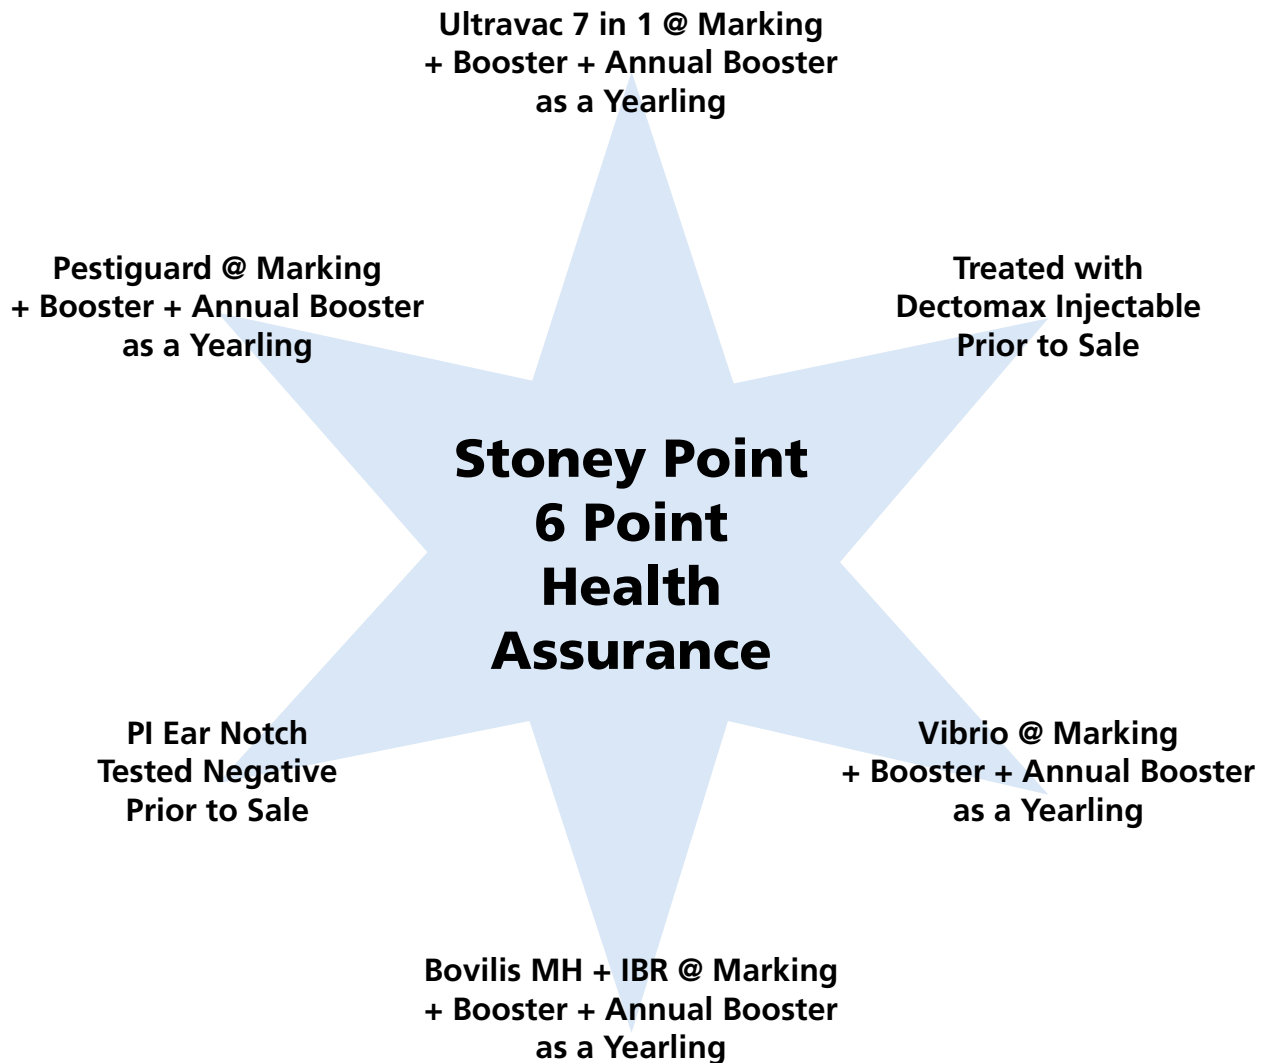 Ultravac 7 in 1 @ Marking
+ Booster + Annual Booster
as a Yearling
Pestiguard @ Marking
+ Booster + Annual Booster
as a Yearling
Treated with
Dectomax Injectable
Prior to Sale
Stoney Point
6 Point
Health
Assurance
PI Ear Notch
Tested Negative
Prior to Sale
Vibrio @ Marking
+ Booster + Annual Booster
as a Yearling
Bovilis MH + IBR @ Marking
+ Booster + Annual Booster
as a Yearling